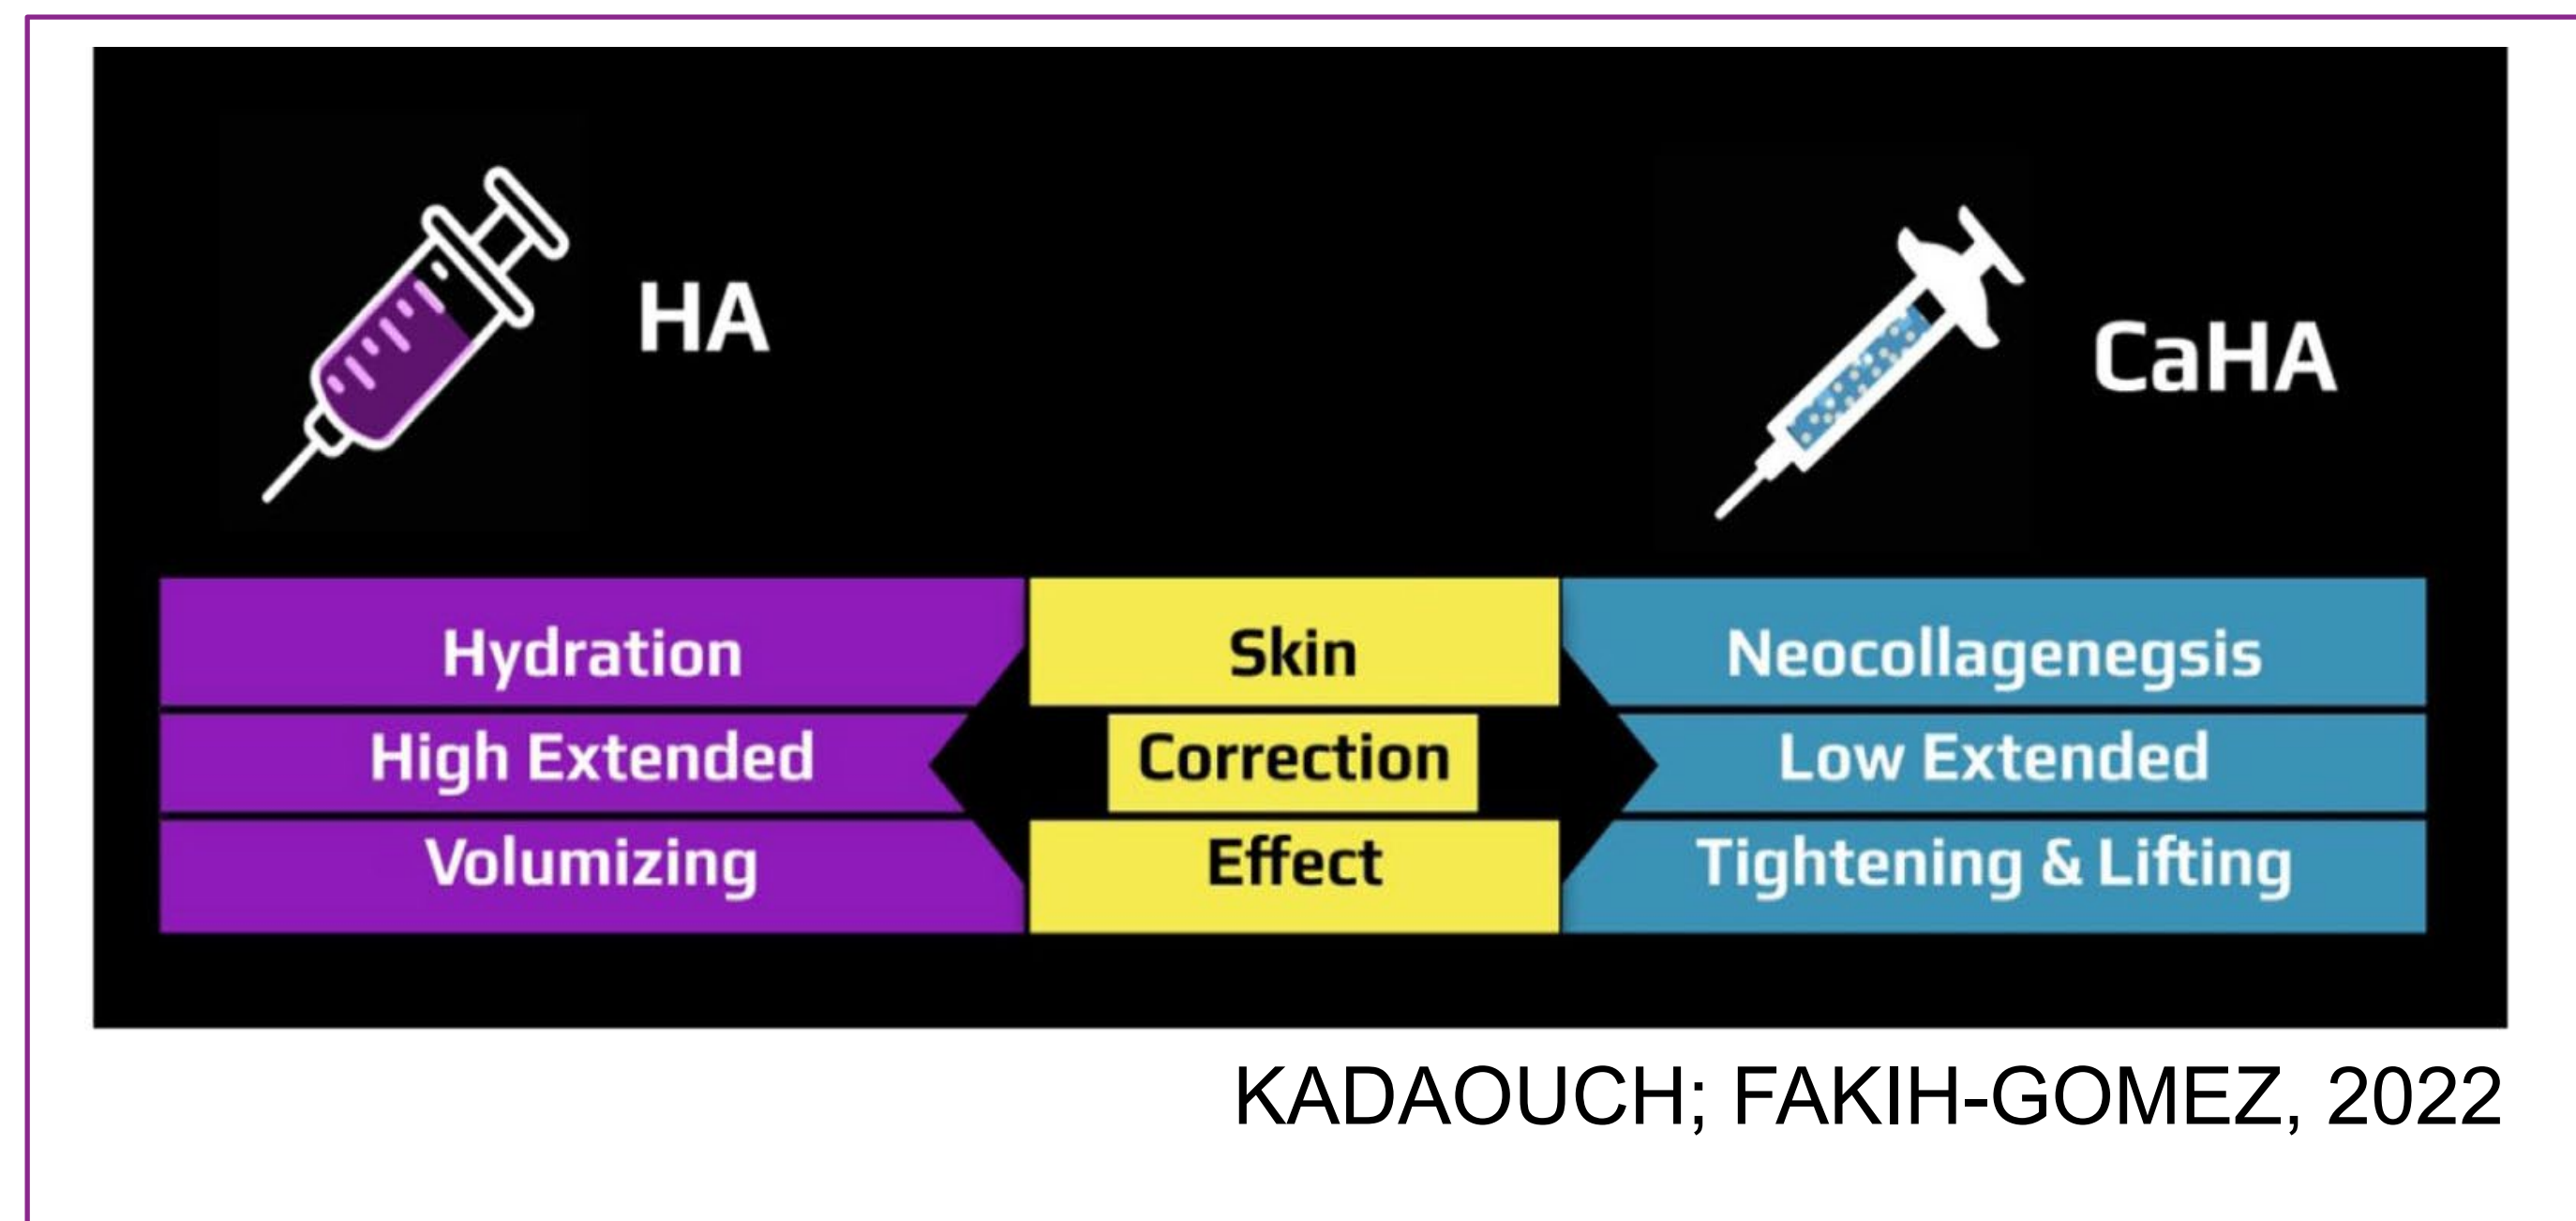 HA
CaHA
Hydration Skin Neocollagenegsis
High Extended Correction Low Extended
Volumizing Effect Tightening & Lifting
KADAOUCH; FAKIH-GOMEZ, 2022